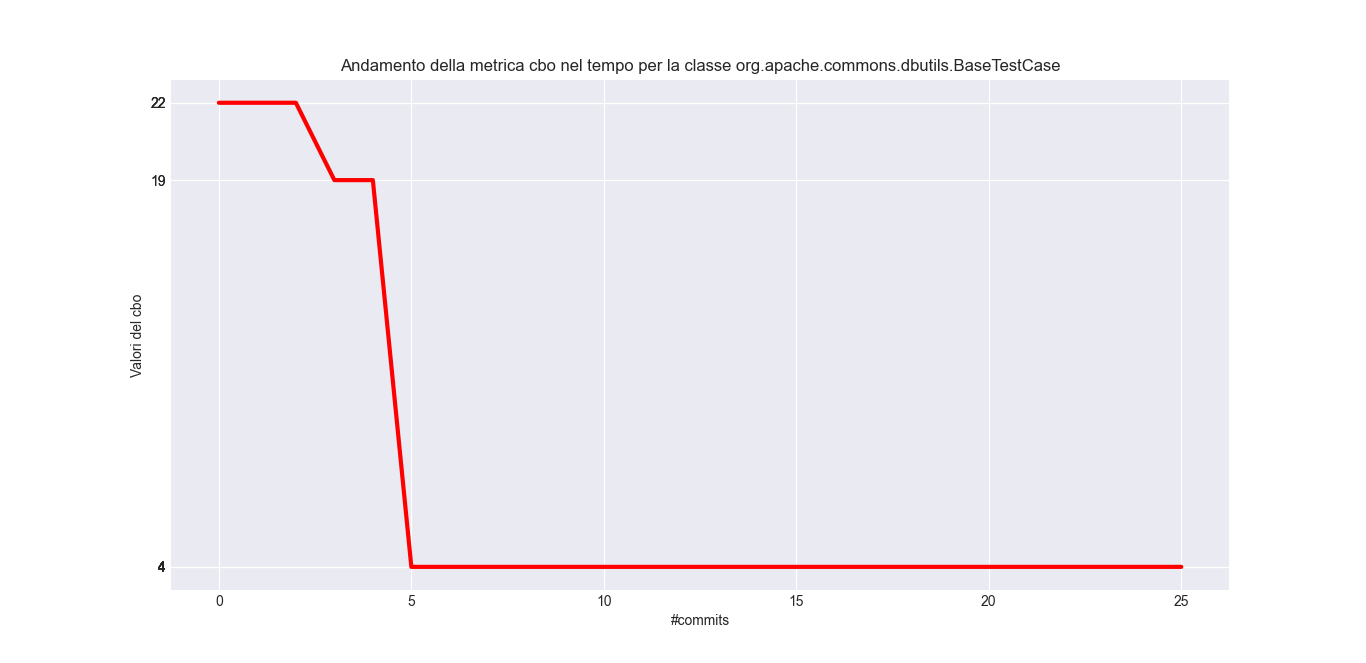 Andamento della metrica cbo nel tempo per la classe org.apache.commons.dbutils.BaseTestCase
22
19
4
Valori del cbo
0 5 10 15 20 25
#commits